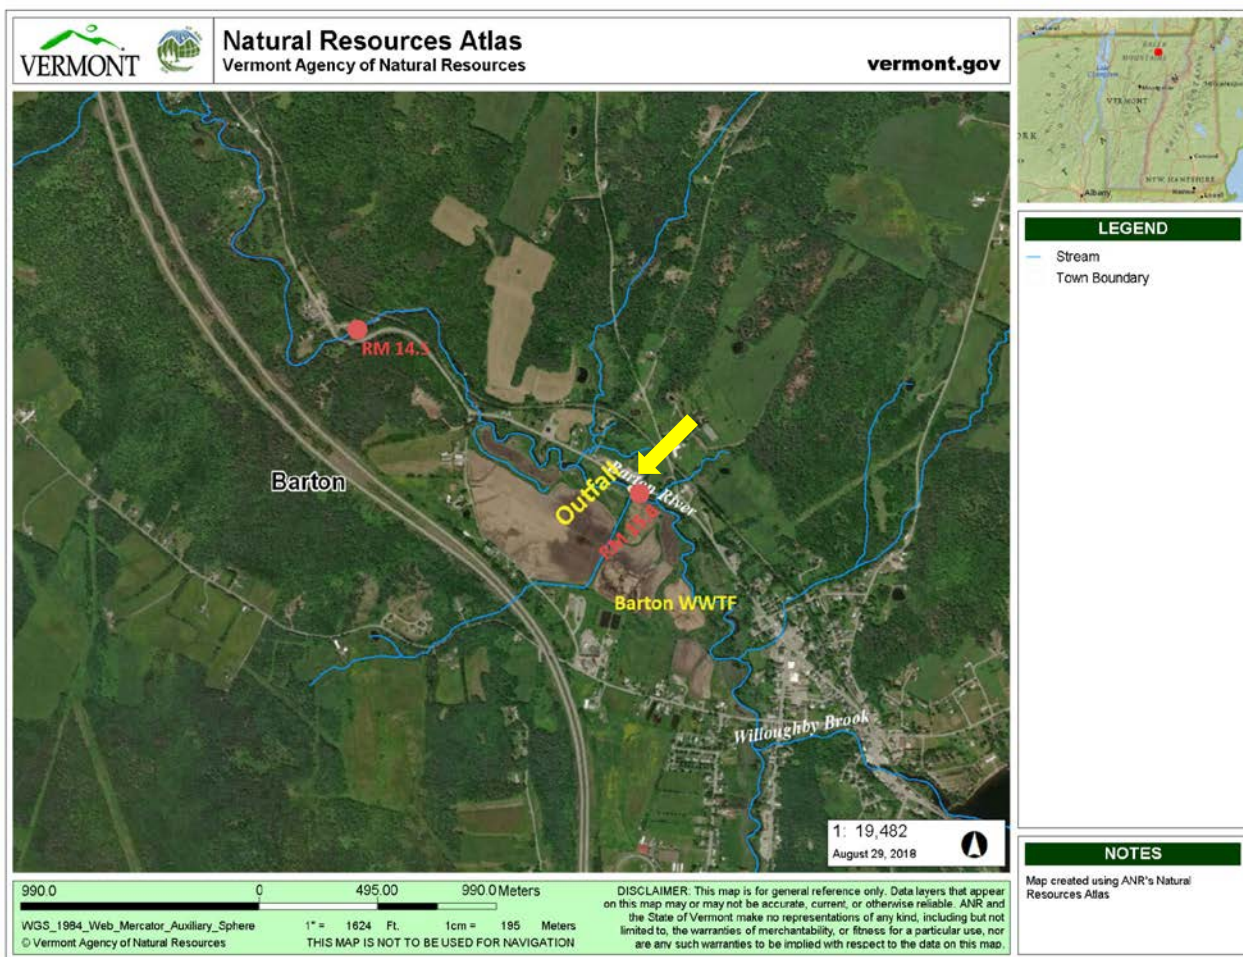 VERMONT
Natural Resources Atlas
Vermont Agency of Natural Resources
vermont.gov
VERMONT
NEW HAMPSHIRE
Albany
LEGEND
Stream
Town Boundary
RM 14.5
Barton
Outfall
Barton River
Barton WWTF
Willoughby Brook
1: 19,482
August 29, 2018
NOTES
Map created using ANR's Natural
Resources Atlas
990.0 0 495.00 990.0 Meters
WGS_1984_Web_Mercator_Auxiliary_Sphere
© Vermont Agency of Natural Resources
1" = 1624 Ft. 1cm = 195 Meters
THIS MAP IS NOT TO BE USED FOR NAVIGATION
DISCLAIMER: This map is for general reference only. Data layers that appear
on this map may or may not be accurate, current, or otherwise reliable. ANR and
the State of Vermont make no representations of any kind, including but not
limited to, the warranties of merchantability, or fitness for a particular use, nor
are any such warranties to be implied with respect to the data on this map.